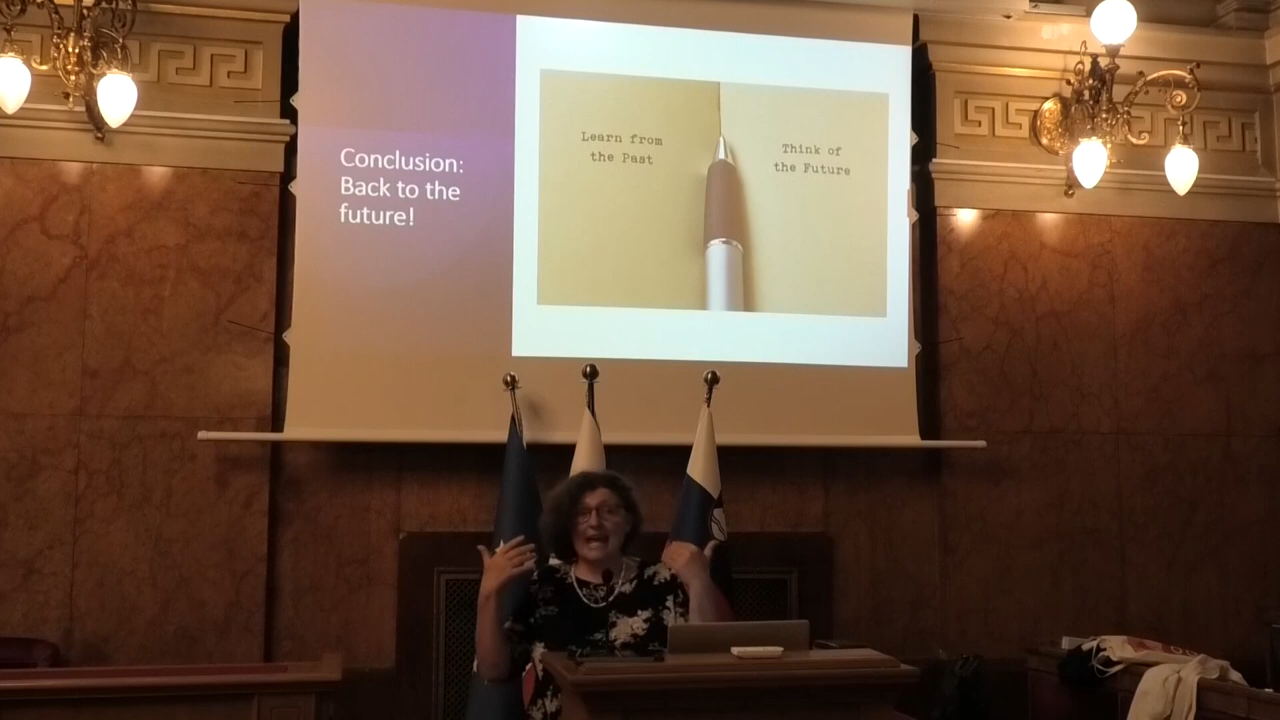 Conclusion:
Back to the
future!
Learn from
the Past
Think of
the Future